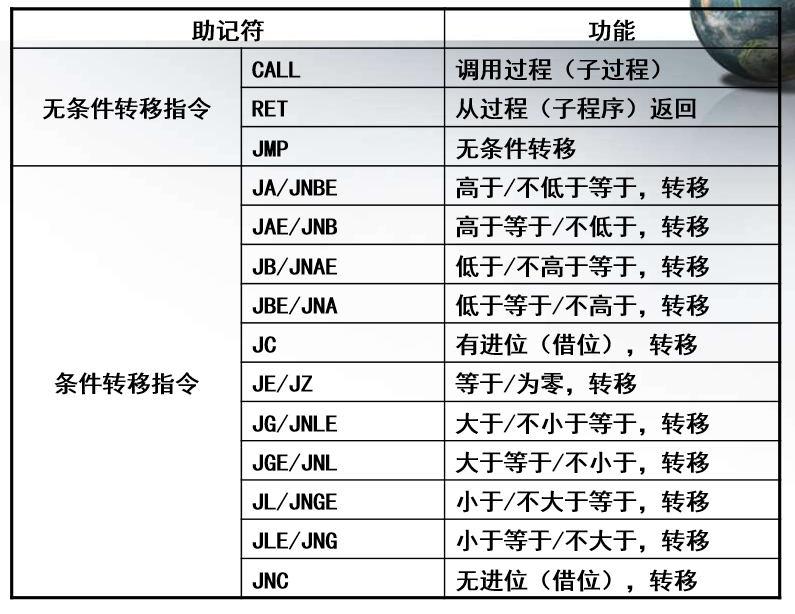 助记符 功能
无条件转移指令 CALL 调用过程（子过程）
RET 从过程（子程序）返回
JMP 无条件转移
条件转移指令 JA/JNBE 高于/不低于等于，转移
JAE/JNB 高于等于/不低于，转移
JB/JNAE 低于/不高于等于，转移
JBE/JNA 低于等于/不高于，转移
JC 有进位（借位），转移
JE/JZ 等于/为零，转移
JG/JNLE 大于/不小于等于，转移
JGE/JNL 大于等于/不小于，转移
JL/JNGE 小于/不大于等于，转移
JLE/JNG 小于等于/不大于，转移
JNC 无进位（借位），转移